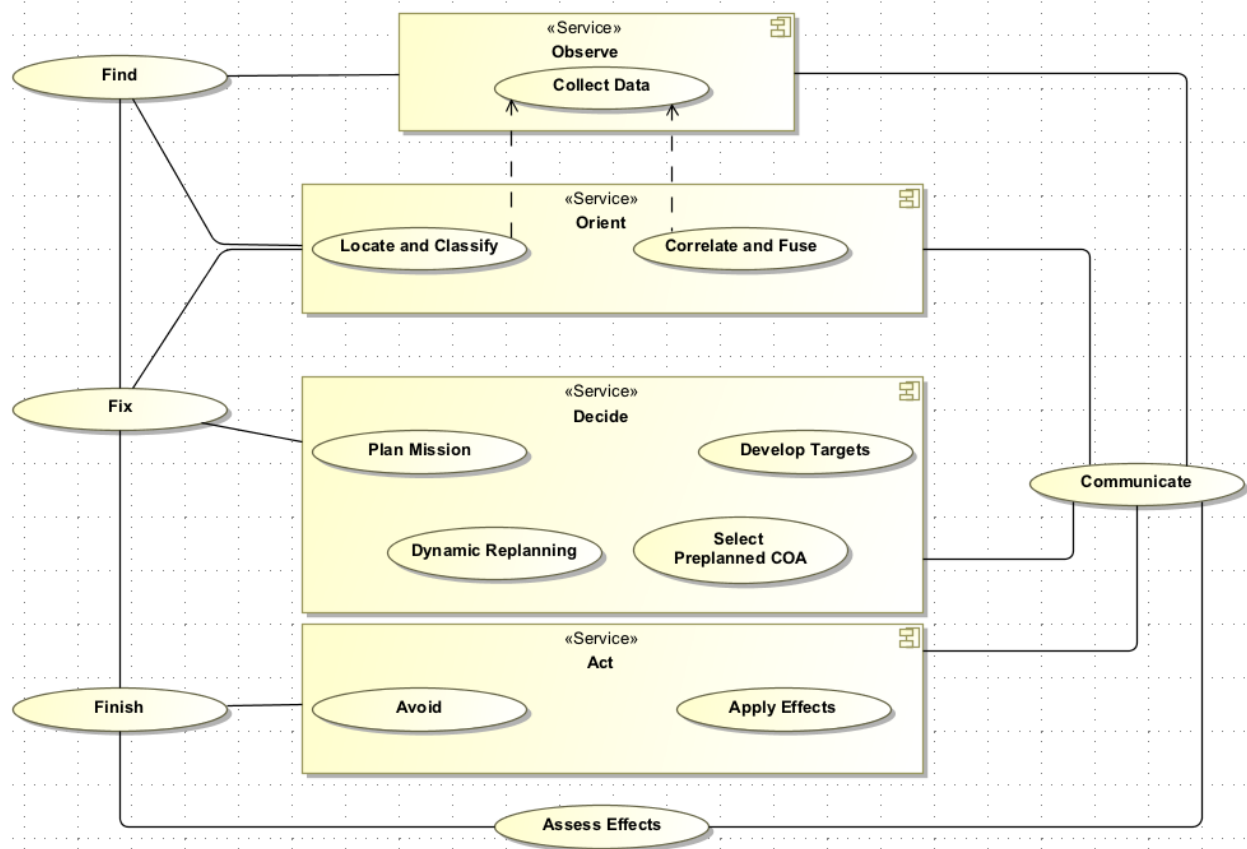 «Service»
Observe
Find
Collect Data
«Service»
Orient
Locate and Classify
Correlate and Fuse
«Service»
Decide
Fix
Plan Mission
Develop Targets
Communicate
Dynamic Replanning
Select
Preplanned COA
«Service»
Act
Finish
Avoid
Apply Effects
Assess Effects